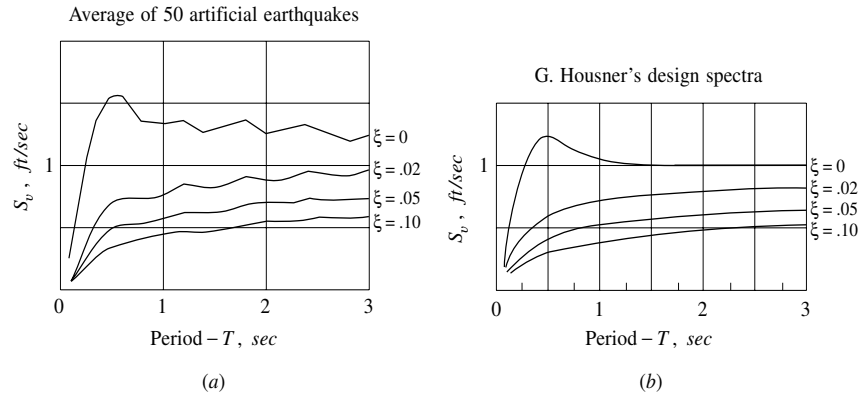 Average of 50 artificial earthquakes
S_v , ft/sec
1
ξ = 0
ξ = .02
ξ = .05
ξ = .10
0 1 2 3
Period – T , sec
(a)
G. Housner's design spectra
S_v , ft/sec
1
ξ = 0
ξ = .02
ξ = .05
ξ = .10
0 1 2 3
Period – T , sec
(b)